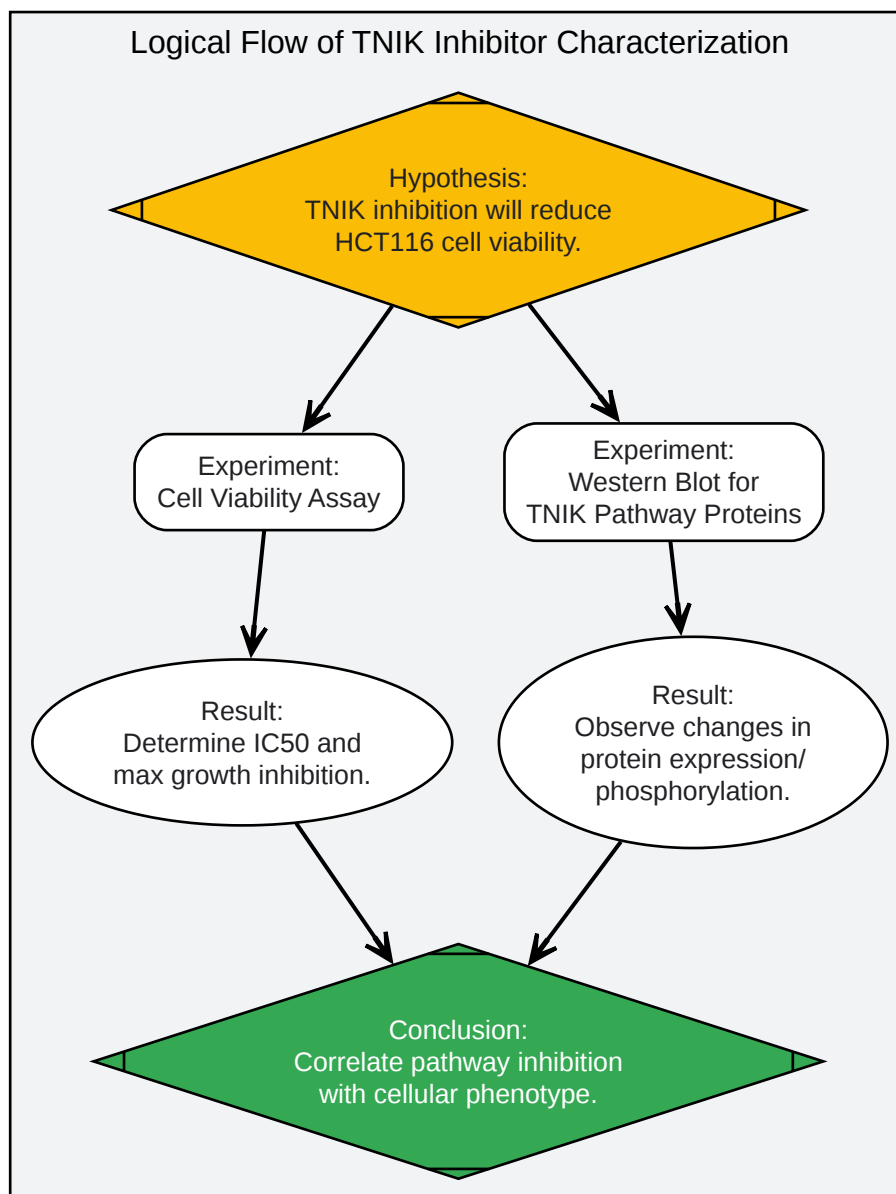 Logical Flow of TNIK Inhibitor Characterization
Hypothesis:
TNIK inhibition will reduce
HCT116 cell viability.
Experiment:
Cell Viability Assay
Experiment:
Western Blot for
TNIK Pathway Proteins
Result:
Determine IC50 and
max growth inhibition.
Result:
Observe changes in
protein expression/
phosphorylation.
Conclusion:
Correlate pathway inhibition
with cellular phenotype.